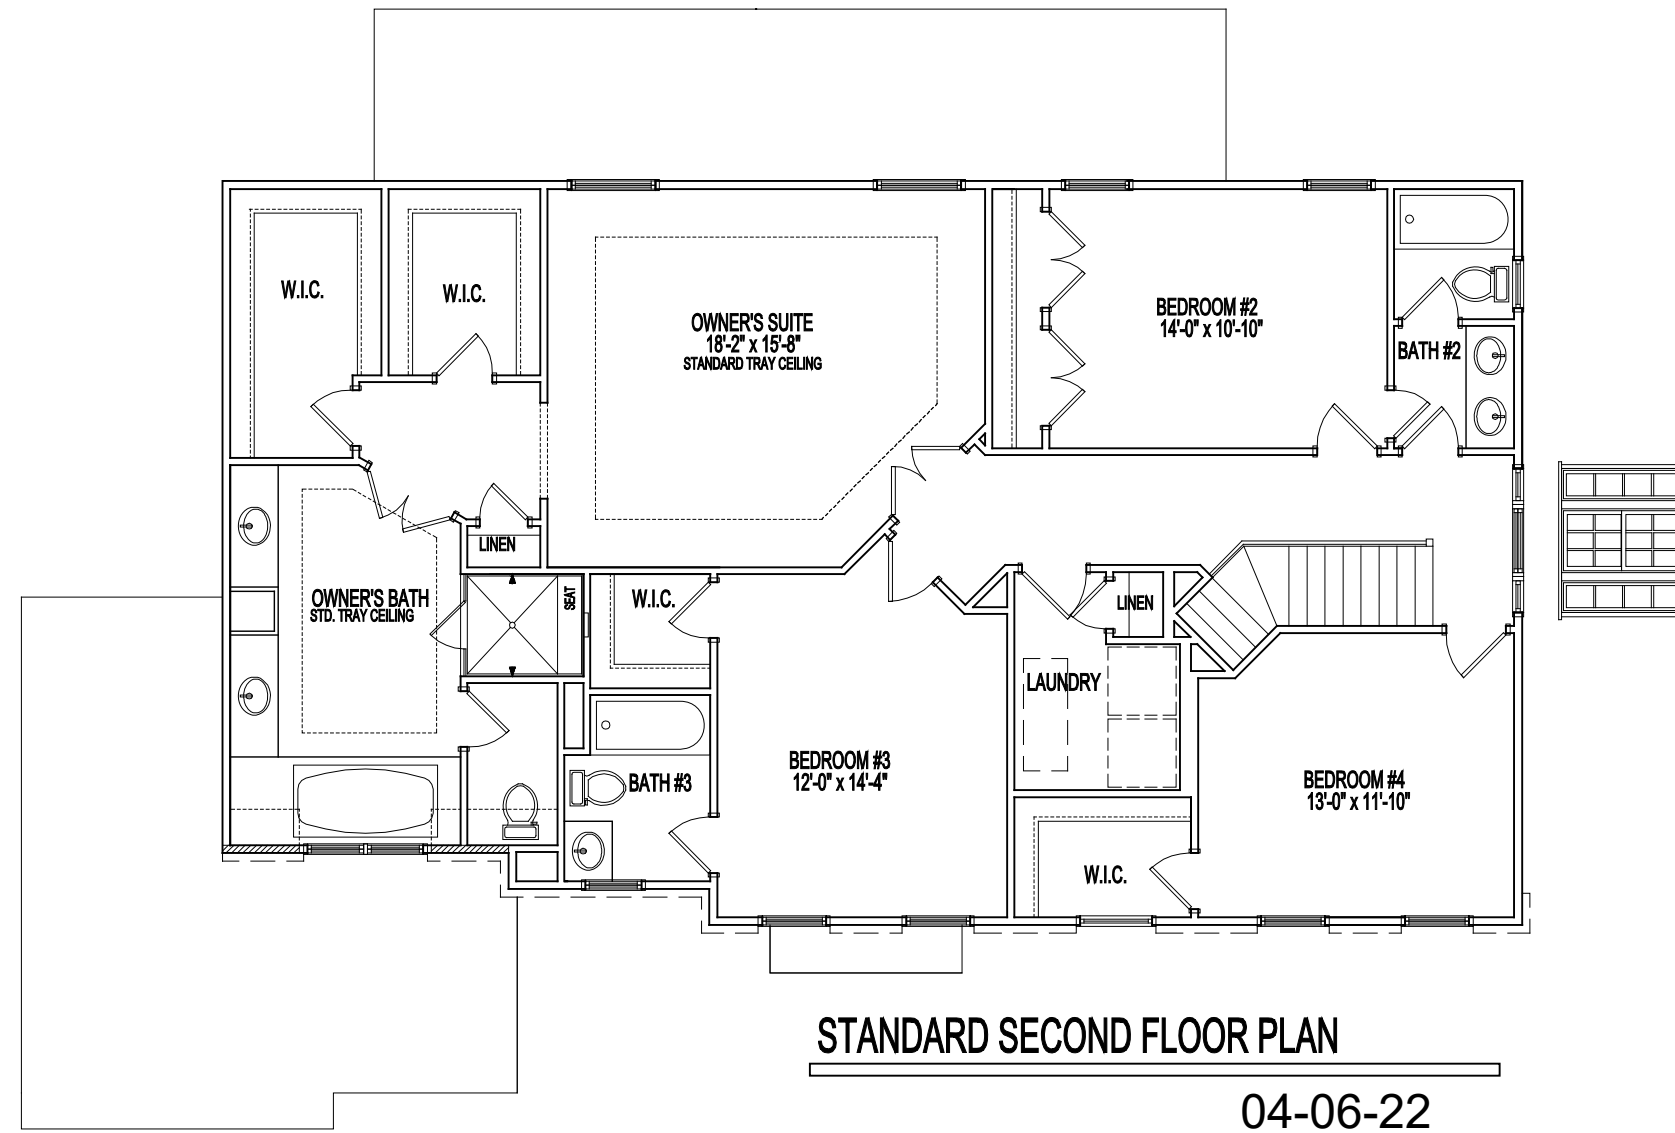 W.I.C.
W.I.C.
OWNER'S SUITE
18'-2" x 15'-8"
STANDARD TRAY CEILING
BEDROOM #2
14'-0" x 10'-10"
BATH #2
LINEN
OWNER'S BATH
STD. TRAY CEILING
SEAT
W.I.C.
LINEN
LAUNDRY
BEDROOM #3
12'-0" x 14'-4"
BATH #3
BEDROOM #4
13'-0" x 11'-10"
W.I.C.
STANDARD SECOND FLOOR PLAN
04-06-22